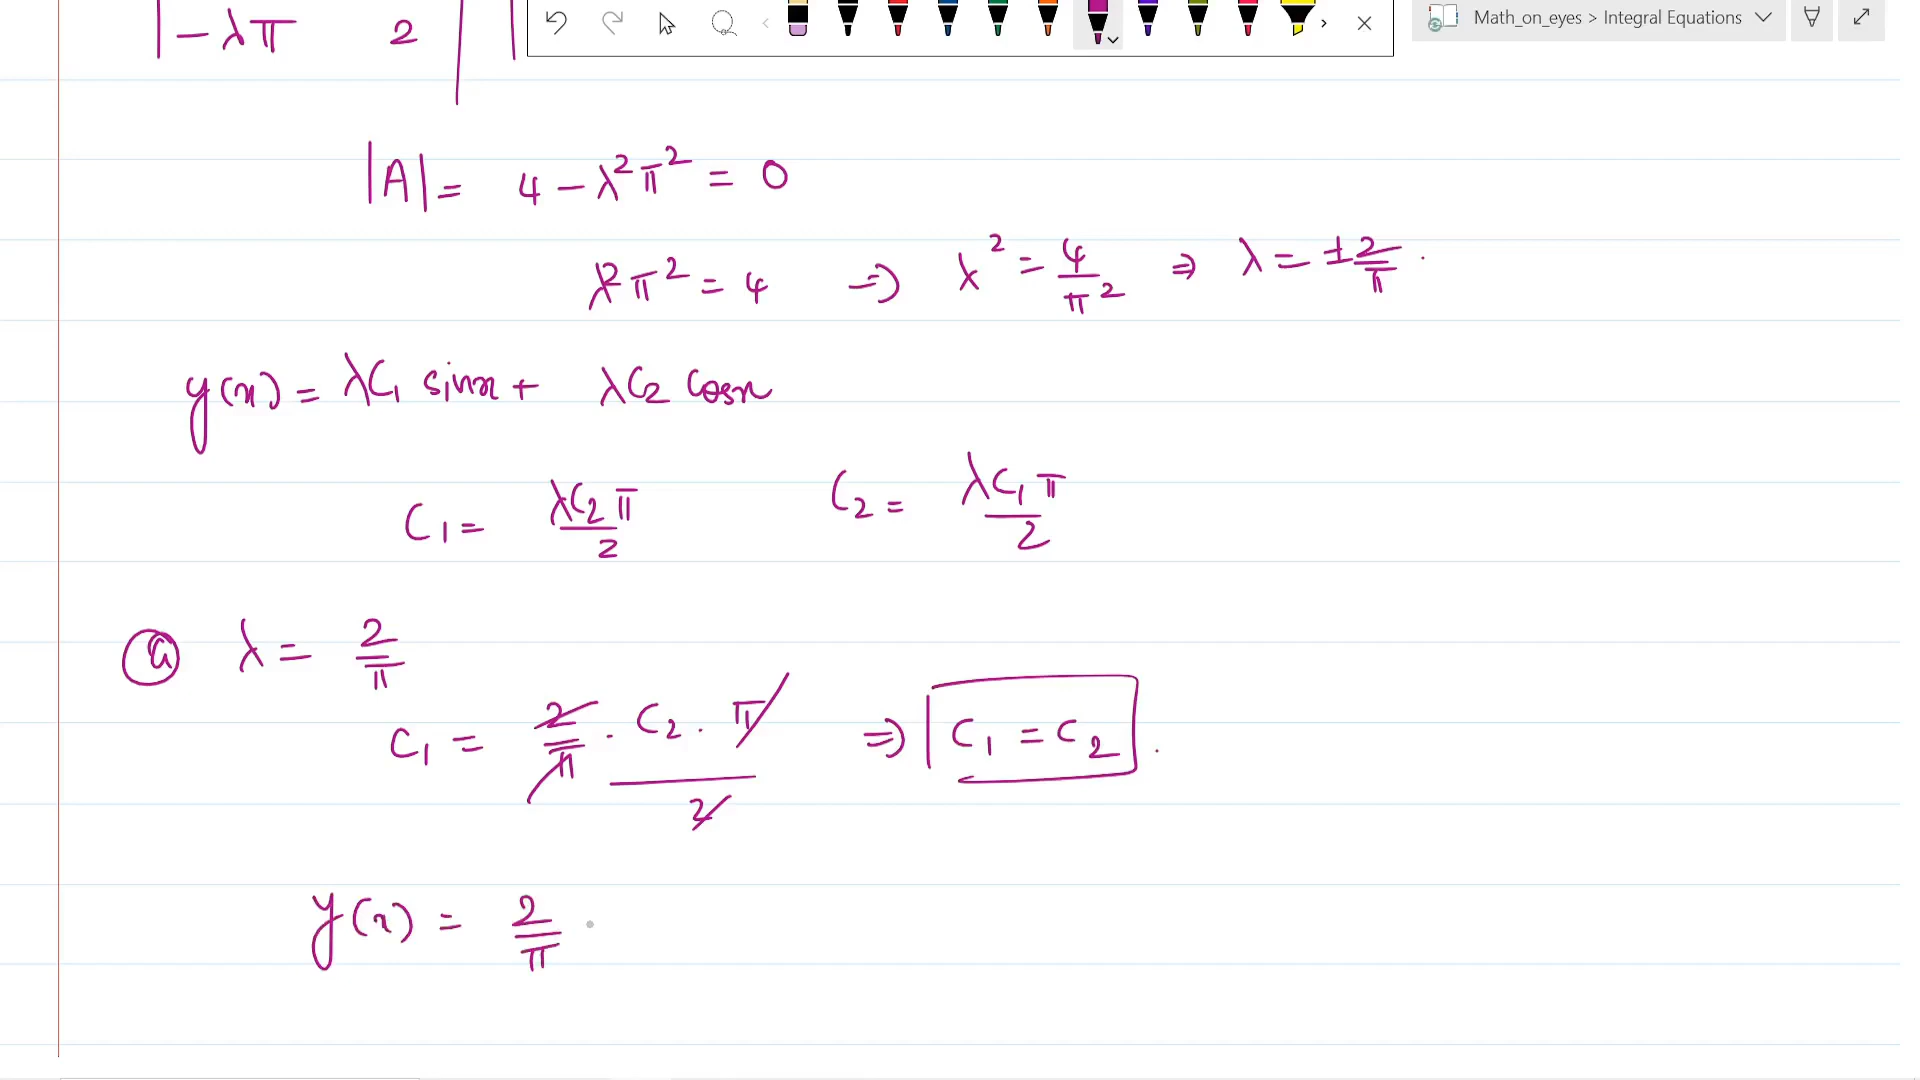 Math_on_eyes > Integral Equations
-λπ 2
|A| = 4 - λ²π² = 0
λ²π² = 4 => λ² = 4/π² => λ = ±2/π.
y(x) = λC₁ sinx + λC₂ cosx
C₁ = λC₂π/2 C₂ = λC₁π/2
(a) λ = 2/π
C₁ = 2/π · C₂ · π/2 => C₁ = C₂.
y(x) = 2/π